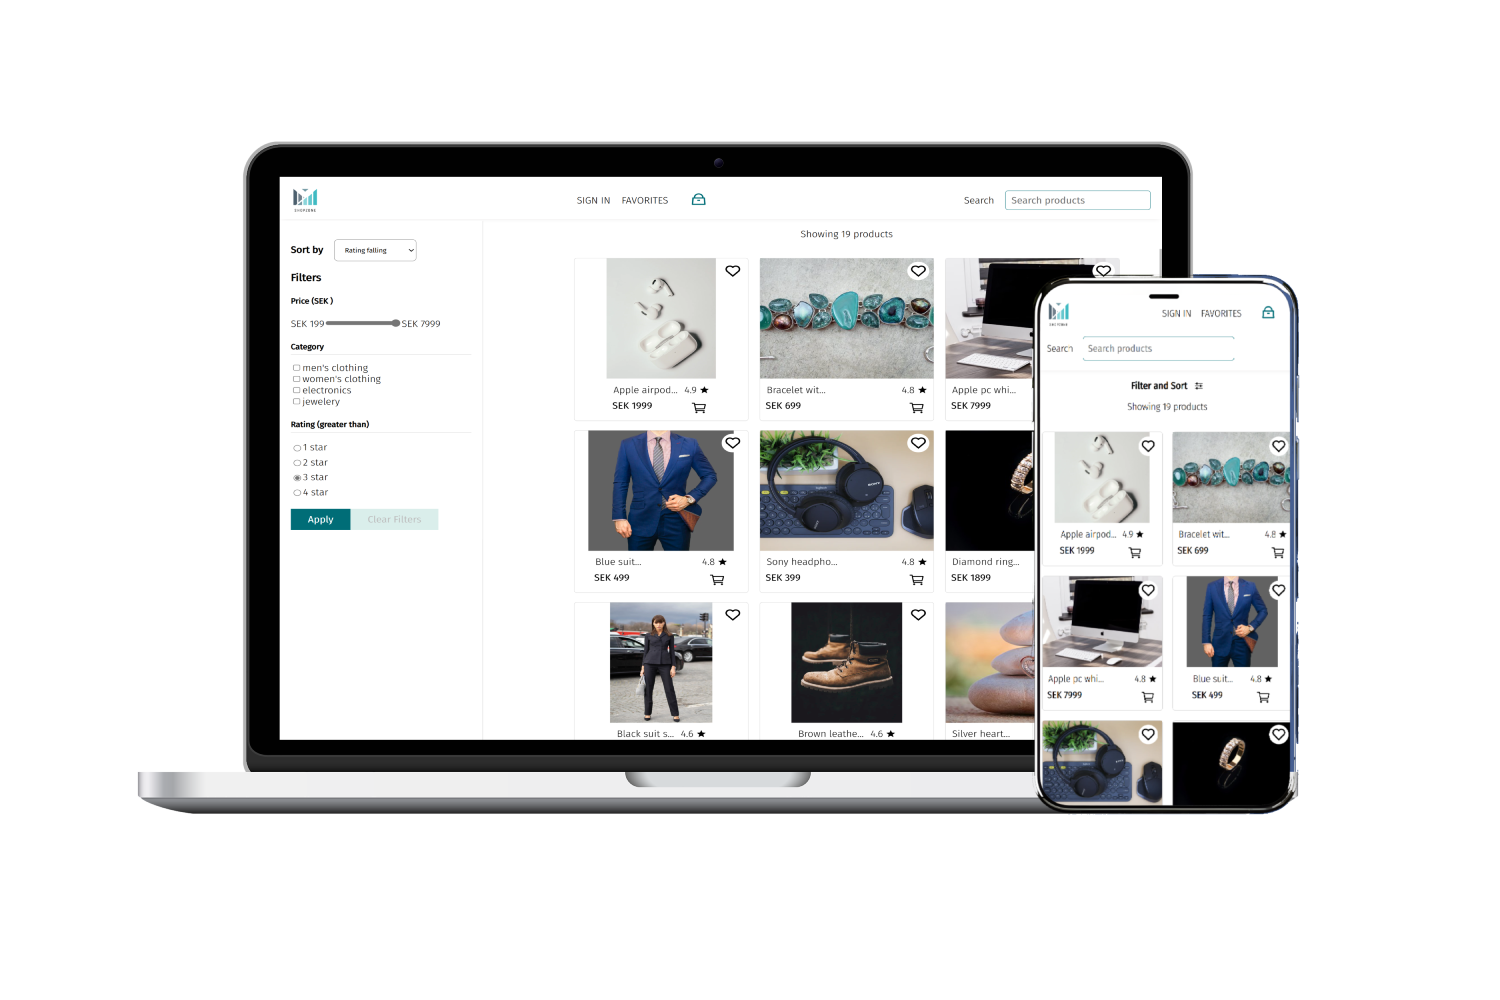 SHOPZONE
SIGN IN FAVORITES
Search Search products
Showing 19 products
Sort by Rating falling
Filters
Price (SEK )
SEK 199 SEK 7999
Category
men's clothing
women's clothing
electronics
jewelery
Rating (greater than)
1 star
2 star
3 star
4 star
Apply Clear Filters
Apple airpod... 4.9 ★
SEK 1999
Bracelet wit... 4.8 ★
SEK 699
Apple pc whi...
SEK 7999
Blue suit... 4.8 ★
SEK 499
SONY
Sony headpho... 4.8 ★
SEK 399
Diamond ring...
SEK 1899
Black suit s... 4.6 ★
Brown leathe... 4.6 ★
Silver heart...
SHOPZONE
SIGN IN FAVORITES
Search Search products
Filter and Sort
Showing 19 products
Apple airpod... 4.9 ★
SEK 1999
Bracelet wit... 4.8 ★
SEK 699
Apple pc whi... 4.8 ★
SEK 7999
Blue suit... 4.8 ★
SEK 499